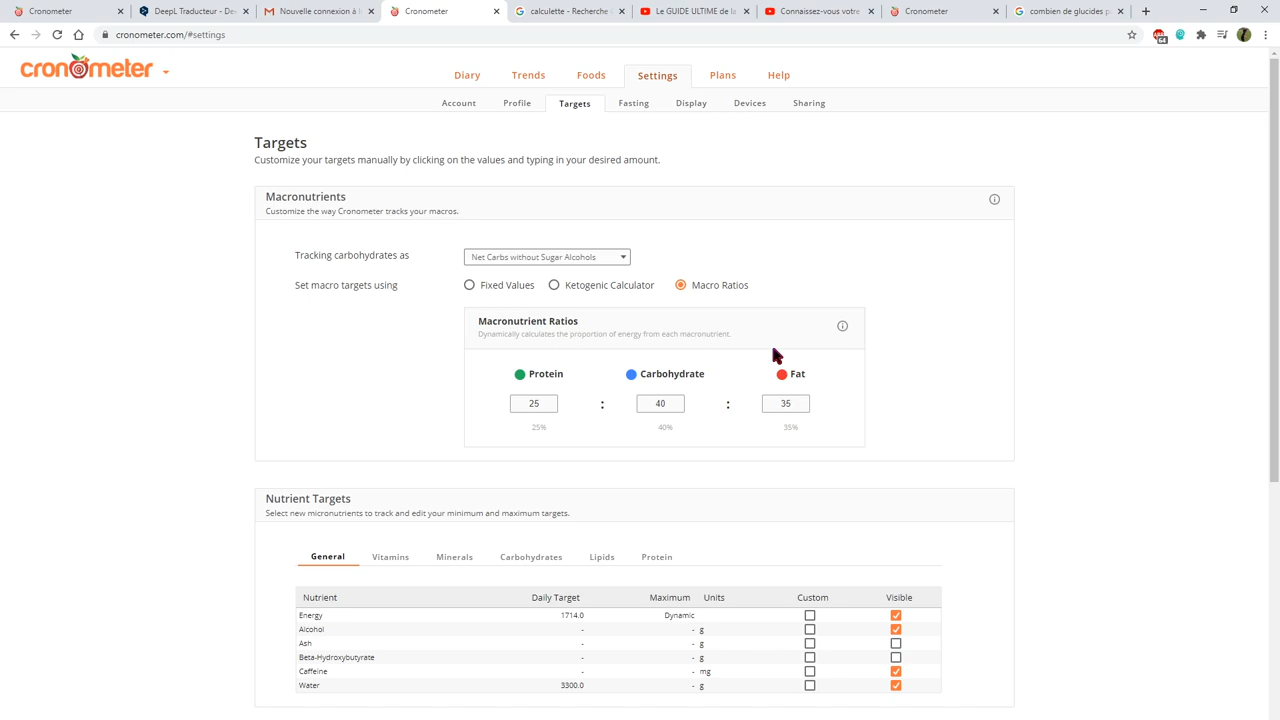 Cronometer
DeepL Traducteur - De
Nouvelle connexion à
Cronometer
calculette - Recherche
Le GUIDE ULTIME de la
Connaissez-vous votre
Cronometer
combien de glucides p
cronometer.com/#settings
64
cronometer
Diary Trends Foods Settings Plans Help
Account Profile Targets Fasting Display Devices Sharing
Targets
Customize your targets manually by clicking on the values and typing in your desired amount.
Macronutrients
Customize the way Cronometer tracks your macros.
Tracking carbohydrates as Net Carbs without Sugar Alcohols
Set macro targets using Fixed Values Ketogenic Calculator Macro Ratios
Macronutrient Ratios
Dynamically calculates the proportion of energy from each macronutrient.
Protein Carbohydrate Fat
25 : 40 : 35
25% 40% 35%
Nutrient Targets
Select new micronutrients to track and edit your minimum and maximum targets.
General Vitamins Minerals Carbohydrates Lipids Protein
Nutrient Daily Target Maximum Units Custom Visible
Energy 1714.0 Dynamic
Alcohol - - g
Ash - - g
Beta-Hydroxybutyrate - - g
Caffeine - - mg
Water 3300.0 - g